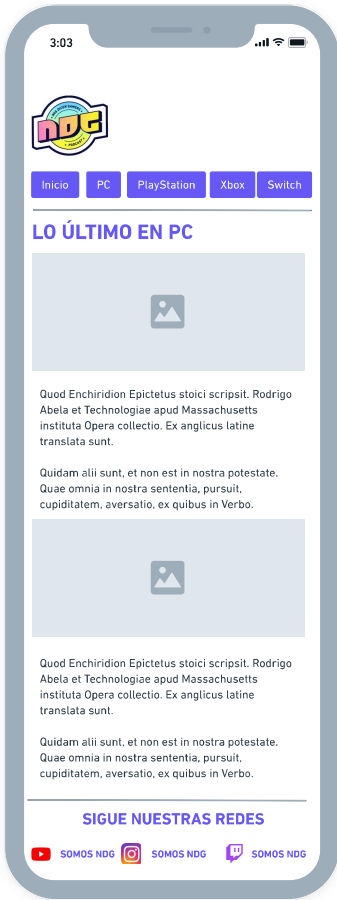 3:03
NDG
PODCAST
Inicio PC PlayStation Xbox Switch
LO ÚLTIMO EN PC
Quod Enchiridion Epictetus stoici scripsit. Rodrigo
Abela et Technologiae apud Massachusetts
instituta Opera collectio. Ex anglicus latine
translata sunt.
Quidam alii sunt, et non est in nostra potestate.
Quae omnia in nostra sententia, pursuit,
cupiditatem, aversatio, ex quibus in Verbo.
Quod Enchiridion Epictetus stoici scripsit. Rodrigo
Abela et Technologiae apud Massachusetts
instituta Opera collectio. Ex anglicus latine
translata sunt.
Quidam alii sunt, et non est in nostra potestate.
Quae omnia in nostra sententia, pursuit,
cupiditatem, aversatio, ex quibus in Verbo.
SIGUE NUESTRAS REDES
SOMOS NDG SOMOS NDG SOMOS NDG